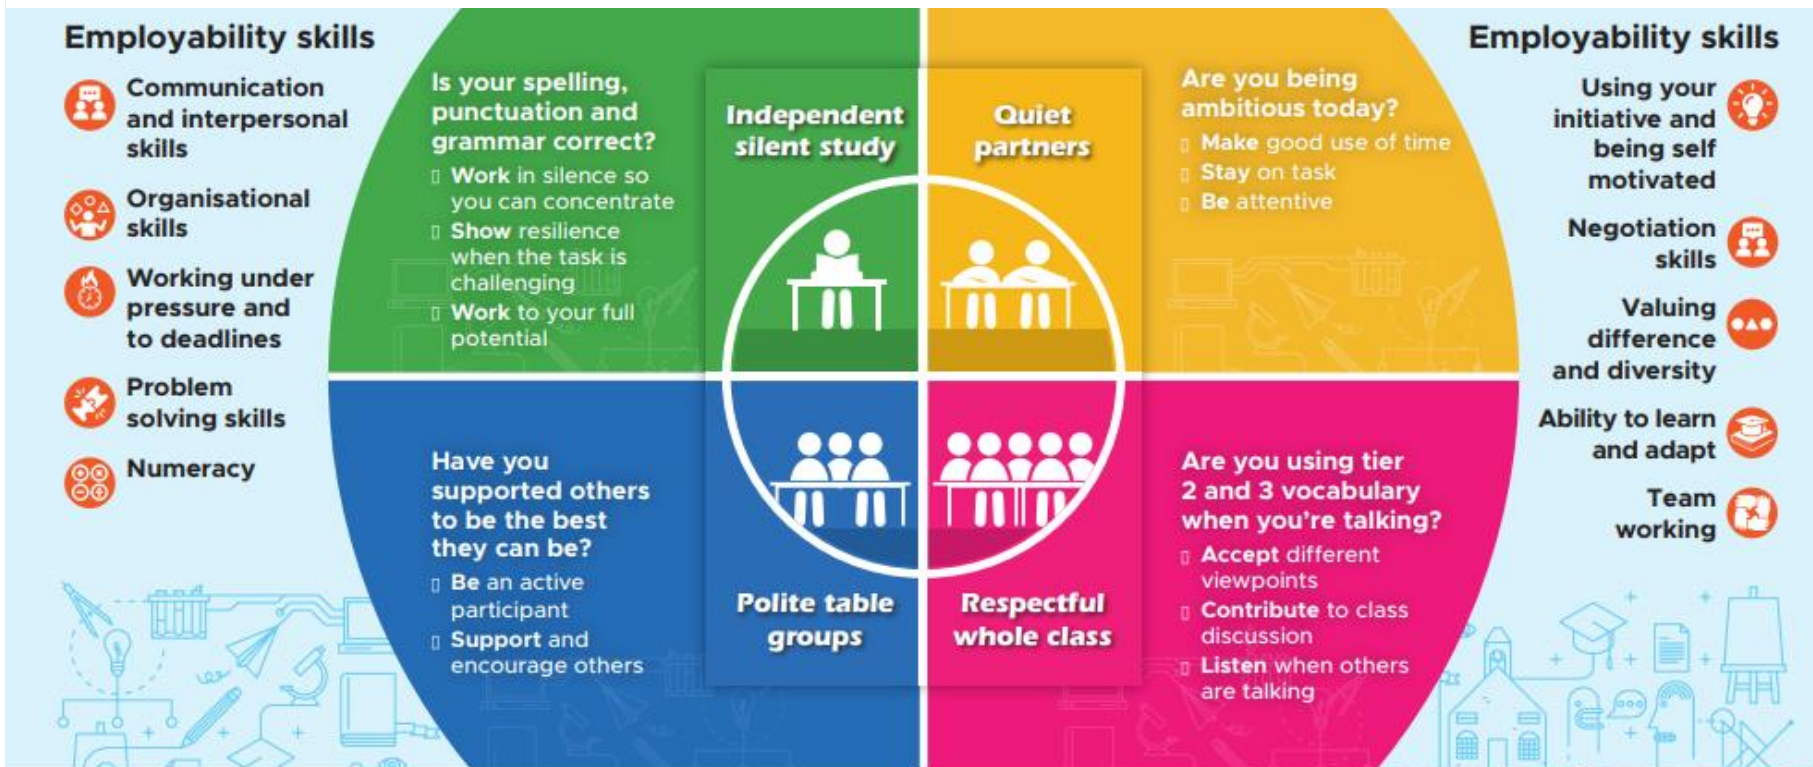 Employability skills
Communication
and interpersonal
skills
Organisational
skills
Working under
pressure and
to deadlines
Problem
solving skills
Numeracy
Is your spelling,
punctuation and
grammar correct?
▯ Work in silence so
you can concentrate
▯ Show resilience
when the task is
challenging
▯ Work to your full
potential
Independent
silent study
Quiet
partners
Are you being
ambitious today?
▯ Make good use of time
▯ Stay on task
▯ Be attentive
Have you
supported others
to be the best
they can be?
▯ Be an active
participant
▯ Support and
encourage others
Polite table
groups
Respectful
whole class
Are you using tier
2 and 3 vocabulary
when you're talking?
▯ Accept different
viewpoints
▯ Contribute to class
discussion
▯ Listen when others
are talking
Employability skills
Using your
initiative and
being self
motivated
Negotiation
skills
Valuing
difference
and diversity
Ability to learn
and adapt
Team
working